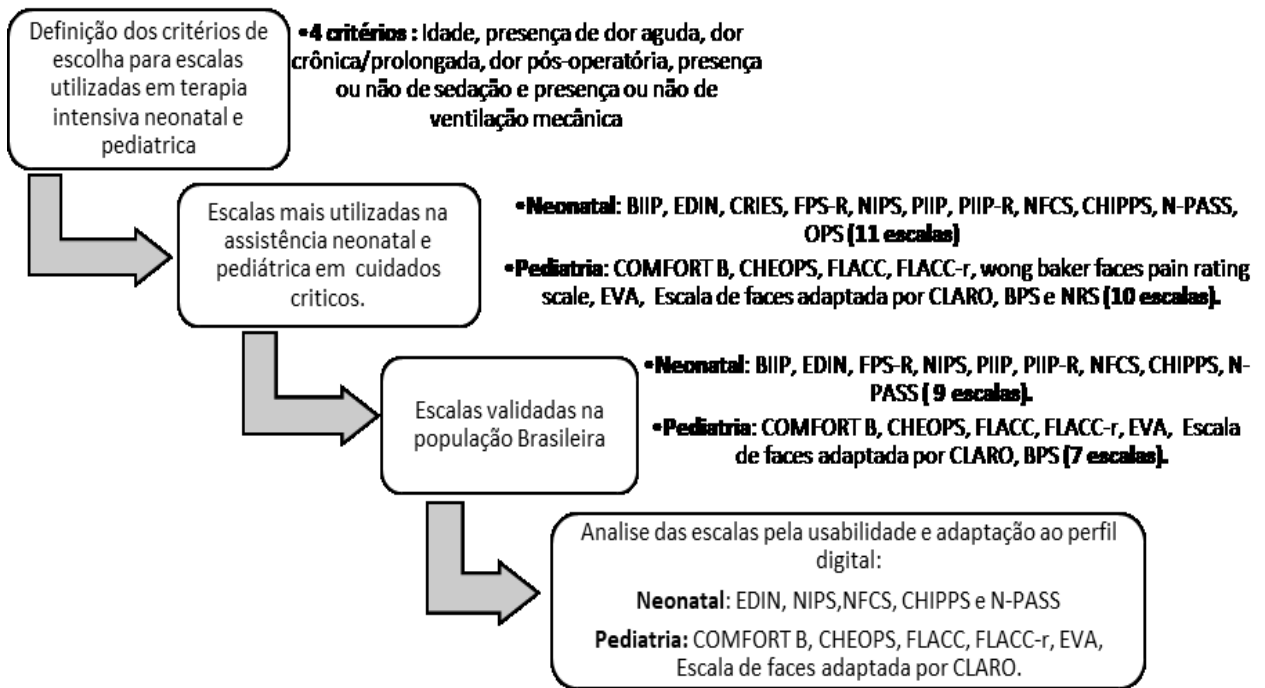 Definição dos critérios de
escolha para escalas
utilizadas em terapia
intensiva neonatal e
pediatrica
•4 critérios : Idade, presença de dor aguda, dor
crônica/prolongada, dor pós-operatória, presença
ou não de sedação e presença ou não de
ventilação mecânica
Escalas mais utilizadas na
assistência neonatal e
pediátrica em cuidados
criticos.
•Neonatal: BIIP, EDIN, CRIES, FPS-R, NIPS, PIIP, PIIP-R, NFCS, CHIPPS, N-PASS,
OPS (11 escalas)
•Pediatria: COMFORT B, CHEOPS, FLACC, FLACC-r, wong baker faces pain rating
scale, EVA, Escala de faces adaptada por CLARO, BPS e NRS (10 escalas).
Escalas validadas na
população Brasileira
•Neonatal: BIIP, EDIN, FPS-R, NIPS, PIIP, PIIP-R, NFCS, CHIPPS, N-
PASS ( 9 escalas).
•Pediatria: COMFORT B, CHEOPS, FLACC, FLACC-r, EVA, Escala
de faces adaptada por CLARO, BPS (7 escalas).
Analise das escalas pela usabilidade e adaptação ao perfil
digital:
Neonatal: EDIN, NIPS,NFCS, CHIPPS e N-PASS
Pediatria: COMFORT B, CHEOPS, FLACC, FLACC-r, EVA,
Escala de faces adaptada por CLARO.